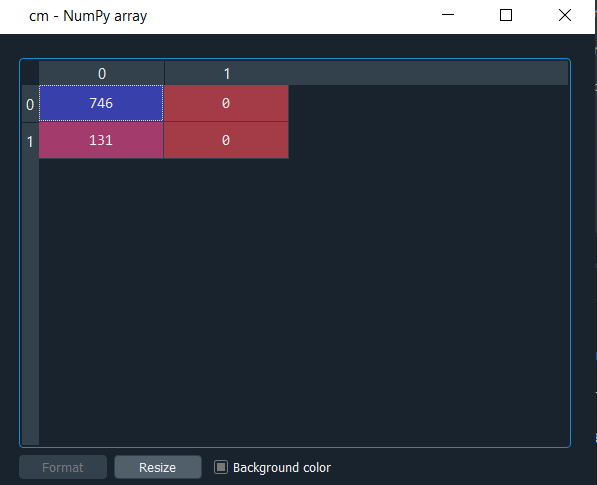 cm - NumPy array
0 1
0 746 0
1 131 0
Format Resize Background color